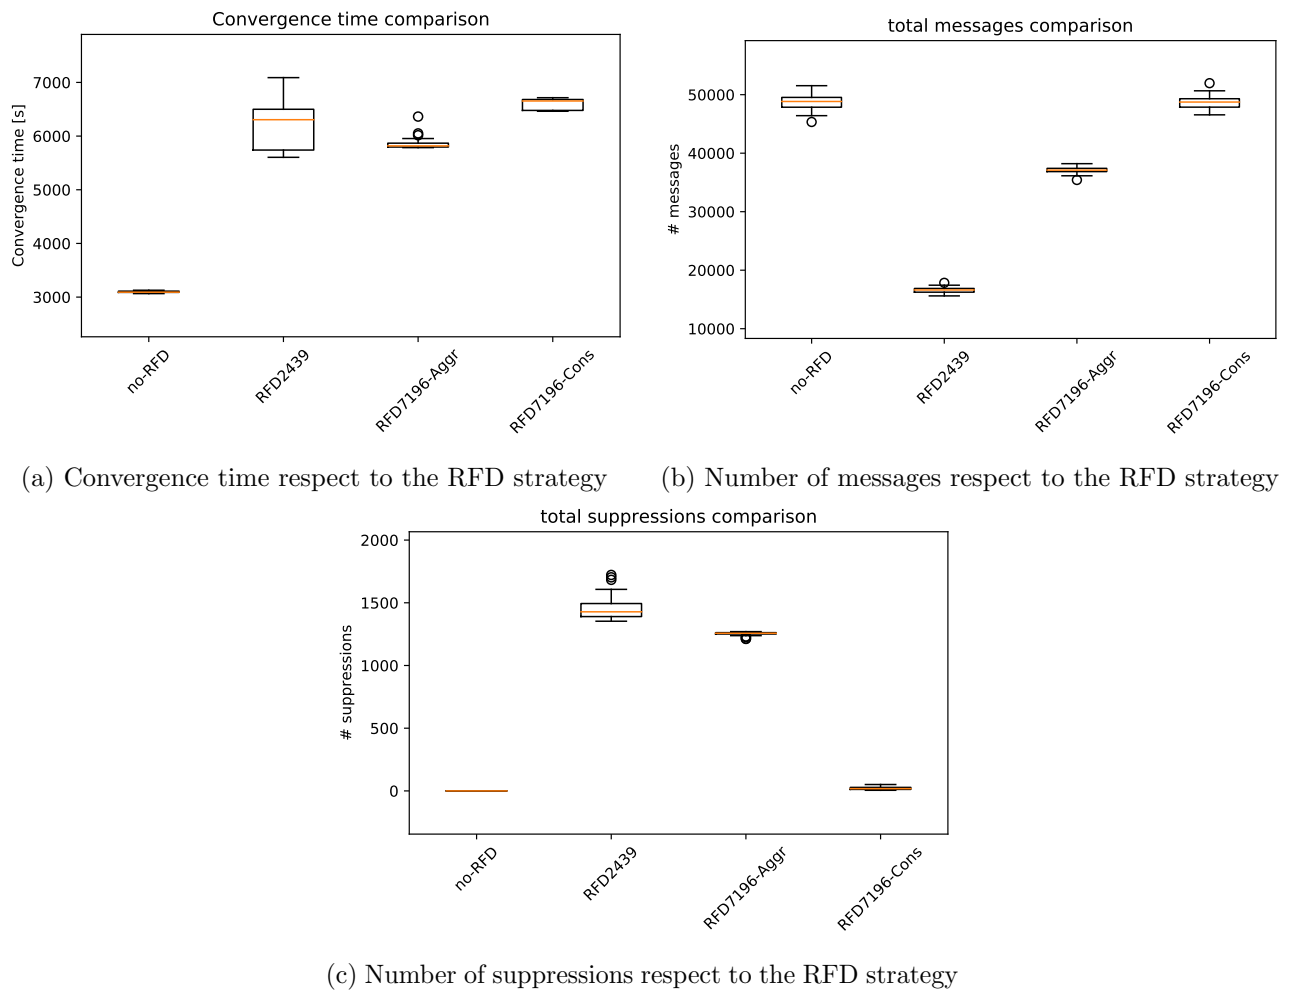 Convergence time comparison
Convergence time [s]
7000
6000
5000
4000
3000
no-RFD
RFD2439
RFD7196-Aggr
RFD7196-Cons
(a) Convergence time respect to the RFD strategy
total messages comparison
# messages
50000
40000
30000
20000
10000
no-RFD
RFD2439
RFD7196-Aggr
RFD7196-Cons
(b) Number of messages respect to the RFD strategy
total suppressions comparison
# suppressions
2000
1500
1000
500
0
no-RFD
RFD2439
RFD7196-Aggr
RFD7196-Cons
(c) Number of suppressions respect to the RFD strategy